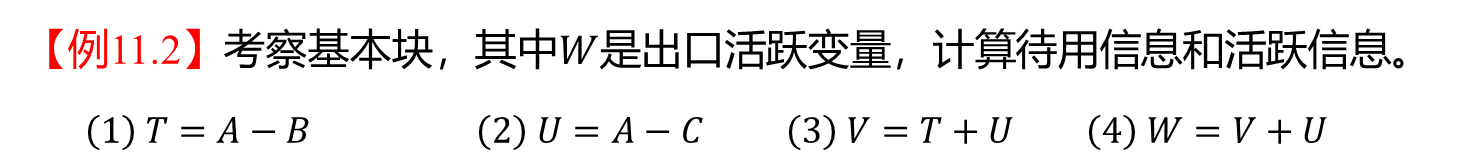 【例11.2】考察基本块，其中W是出口活跃变量，计算待用信息和活跃信息。
(1) T = A − B (2) U = A − C (3) V = T + U (4) W = V + U